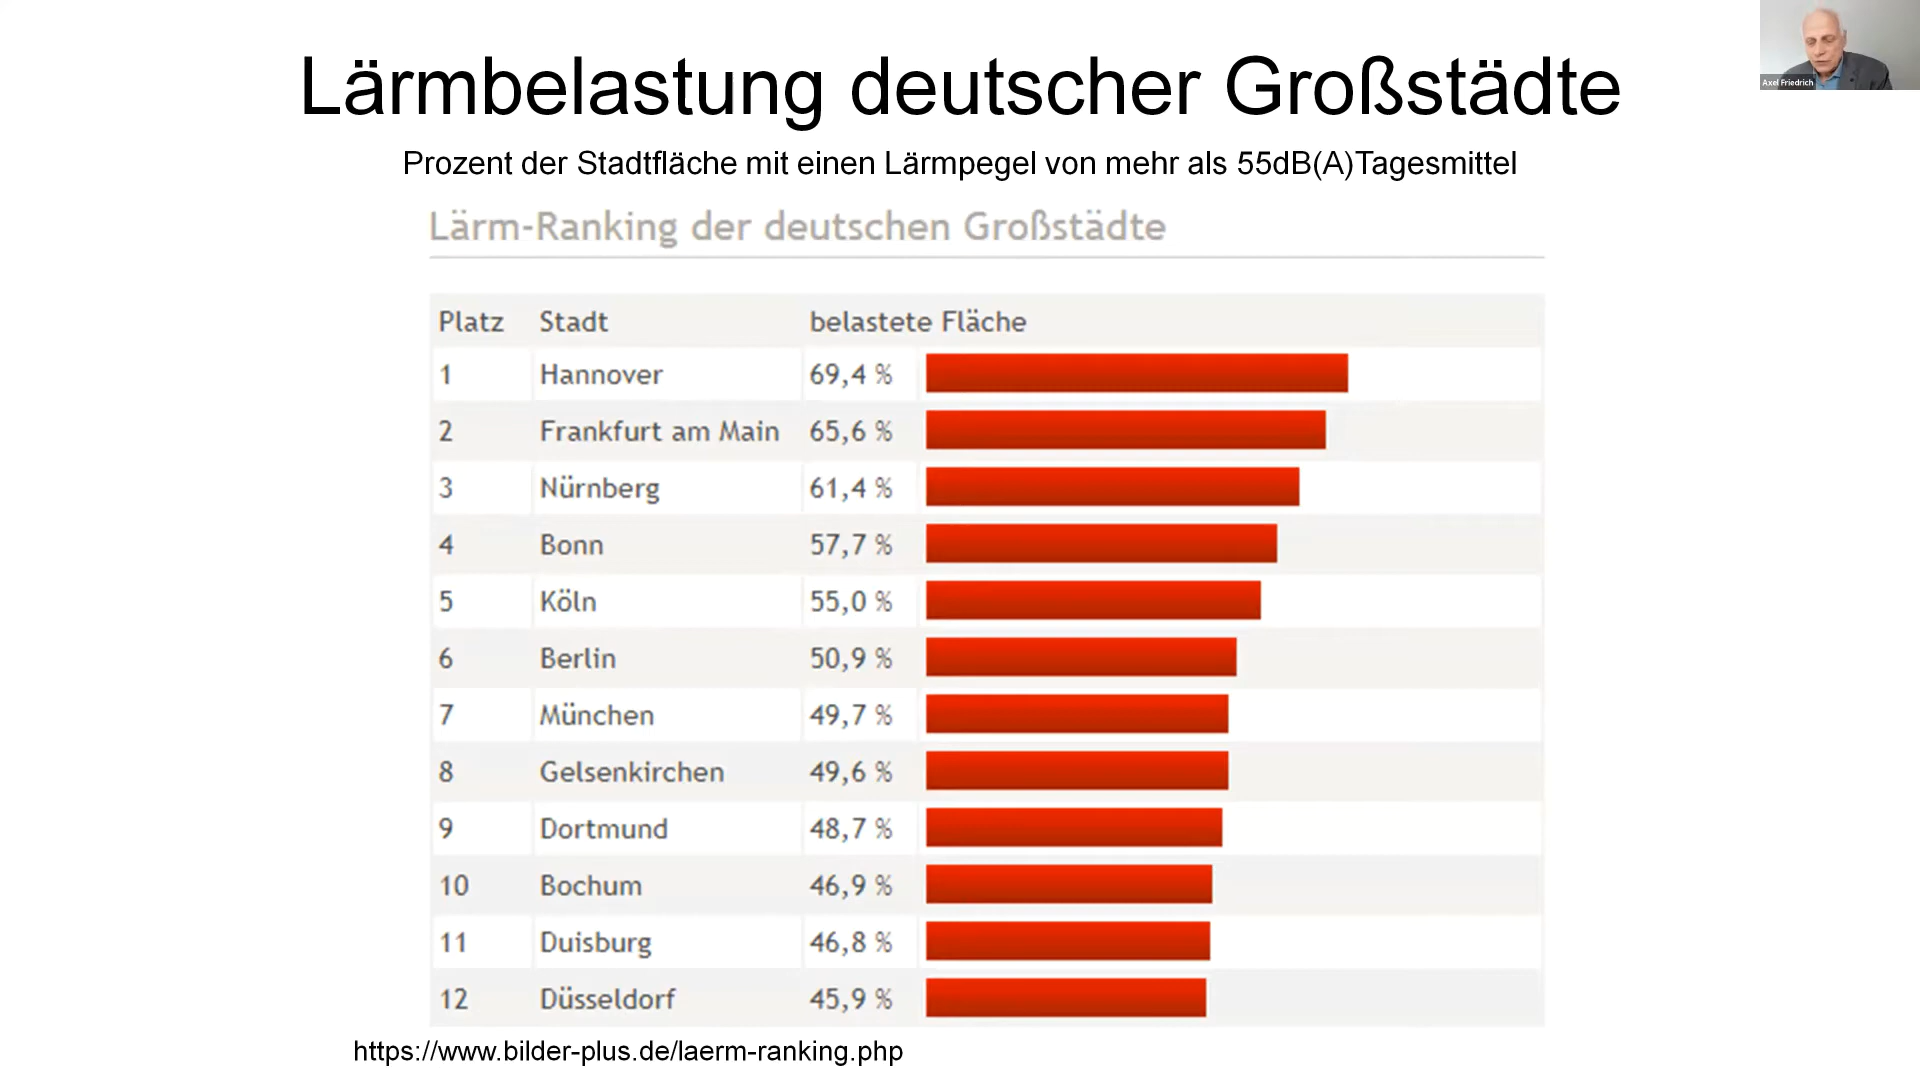 Lärmbelastung deutscher Großstädte
Axel Friedrich
Prozent der Stadtfläche mit einen Lärmpegel von mehr als 55dB(A)Tagesmittel
Lärm-Ranking der deutschen Großstädte
Platz Stadt belastete Fläche
1 Hannover 69,4 %
2 Frankfurt am Main 65,6 %
3 Nürnberg 61,4 %
4 Bonn 57,7 %
5 Köln 55,0 %
6 Berlin 50,9 %
7 München 49,7 %
8 Gelsenkirchen 49,6 %
9 Dortmund 48,7 %
10 Bochum 46,9 %
11 Duisburg 46,8 %
12 Düsseldorf 45,9 %
https://www.bilder-plus.de/laerm-ranking.php